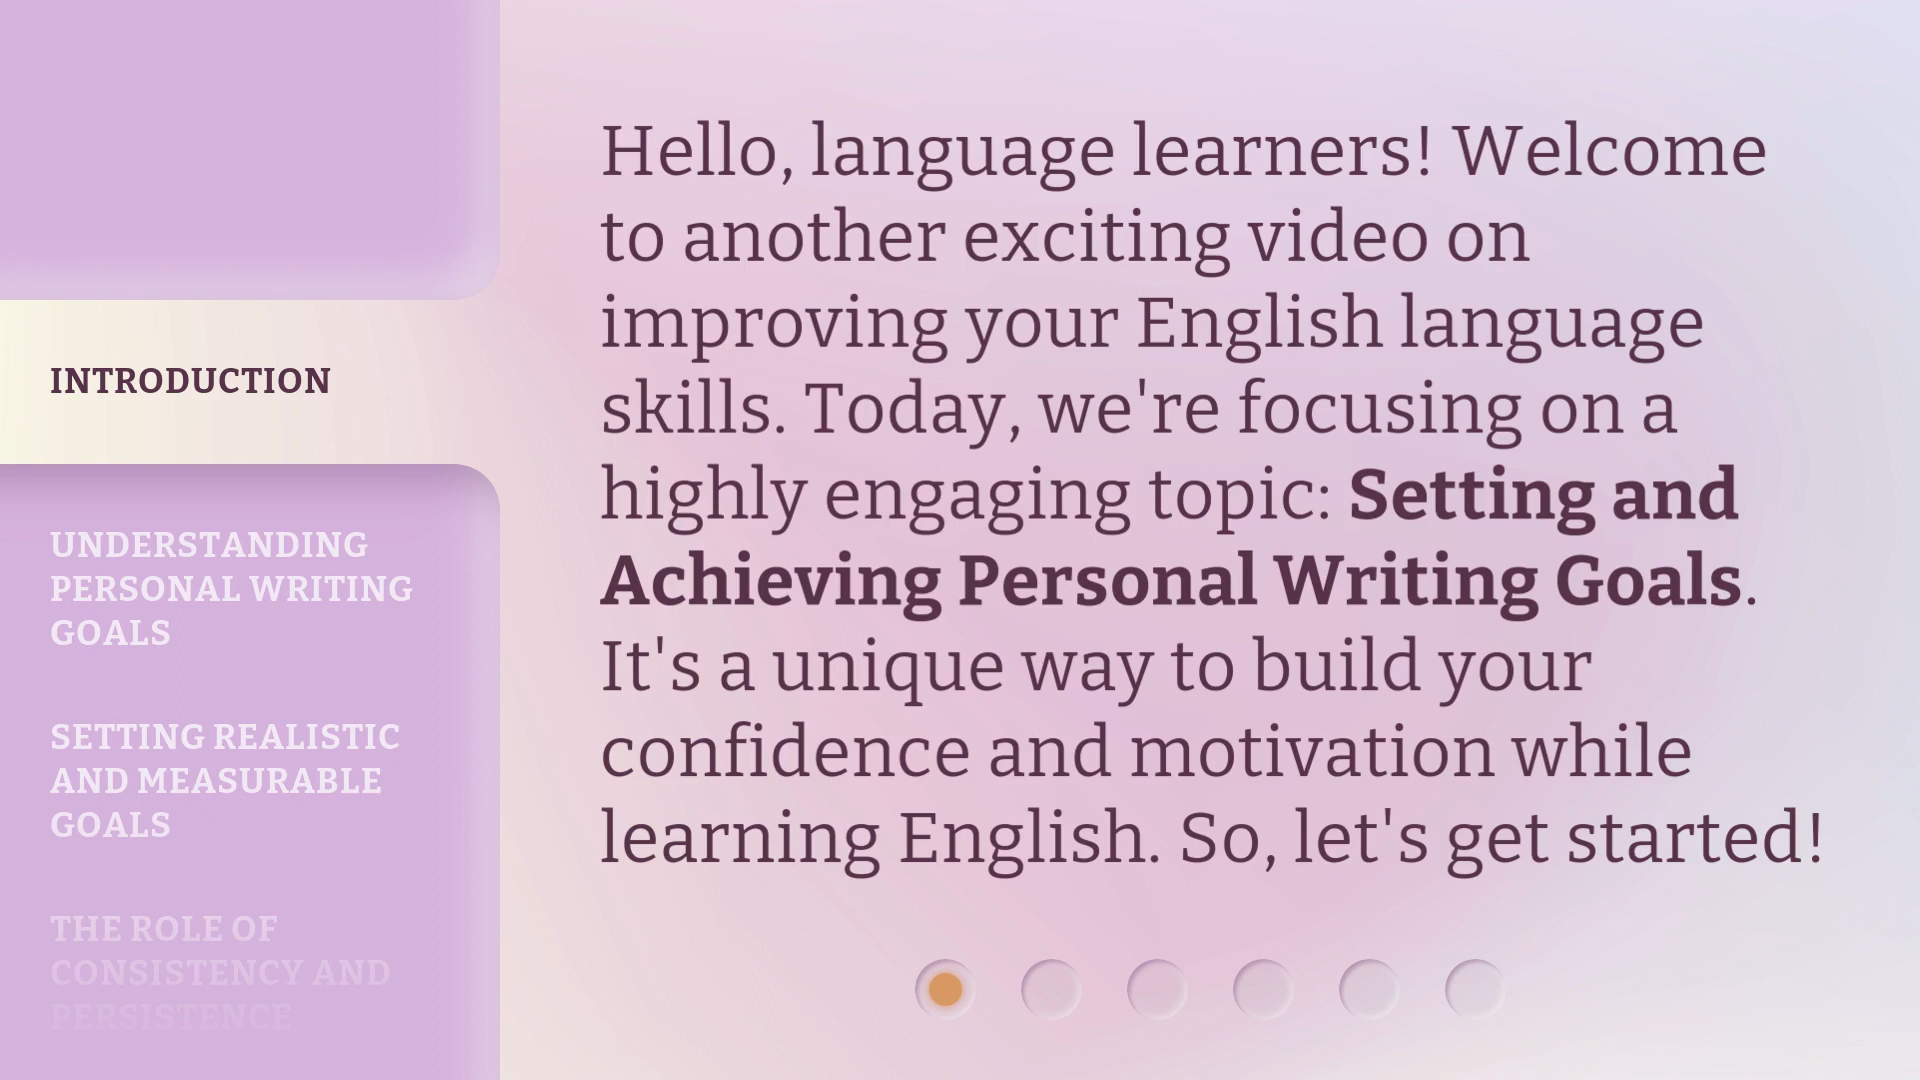 INTRODUCTION
UNDERSTANDING
PERSONAL WRITING
GOALS
SETTING REALISTIC
AND MEASURABLE
GOALS
THE ROLE OF
CONSISTENCY AND
PERSISTENCE
Hello, language learners! Welcome
to another exciting video on
improving your English language
skills. Today, we're focusing on a
highly engaging topic: Setting and
Achieving Personal Writing Goals.
It's a unique way to build your
confidence and motivation while
learning English. So, let's get started!